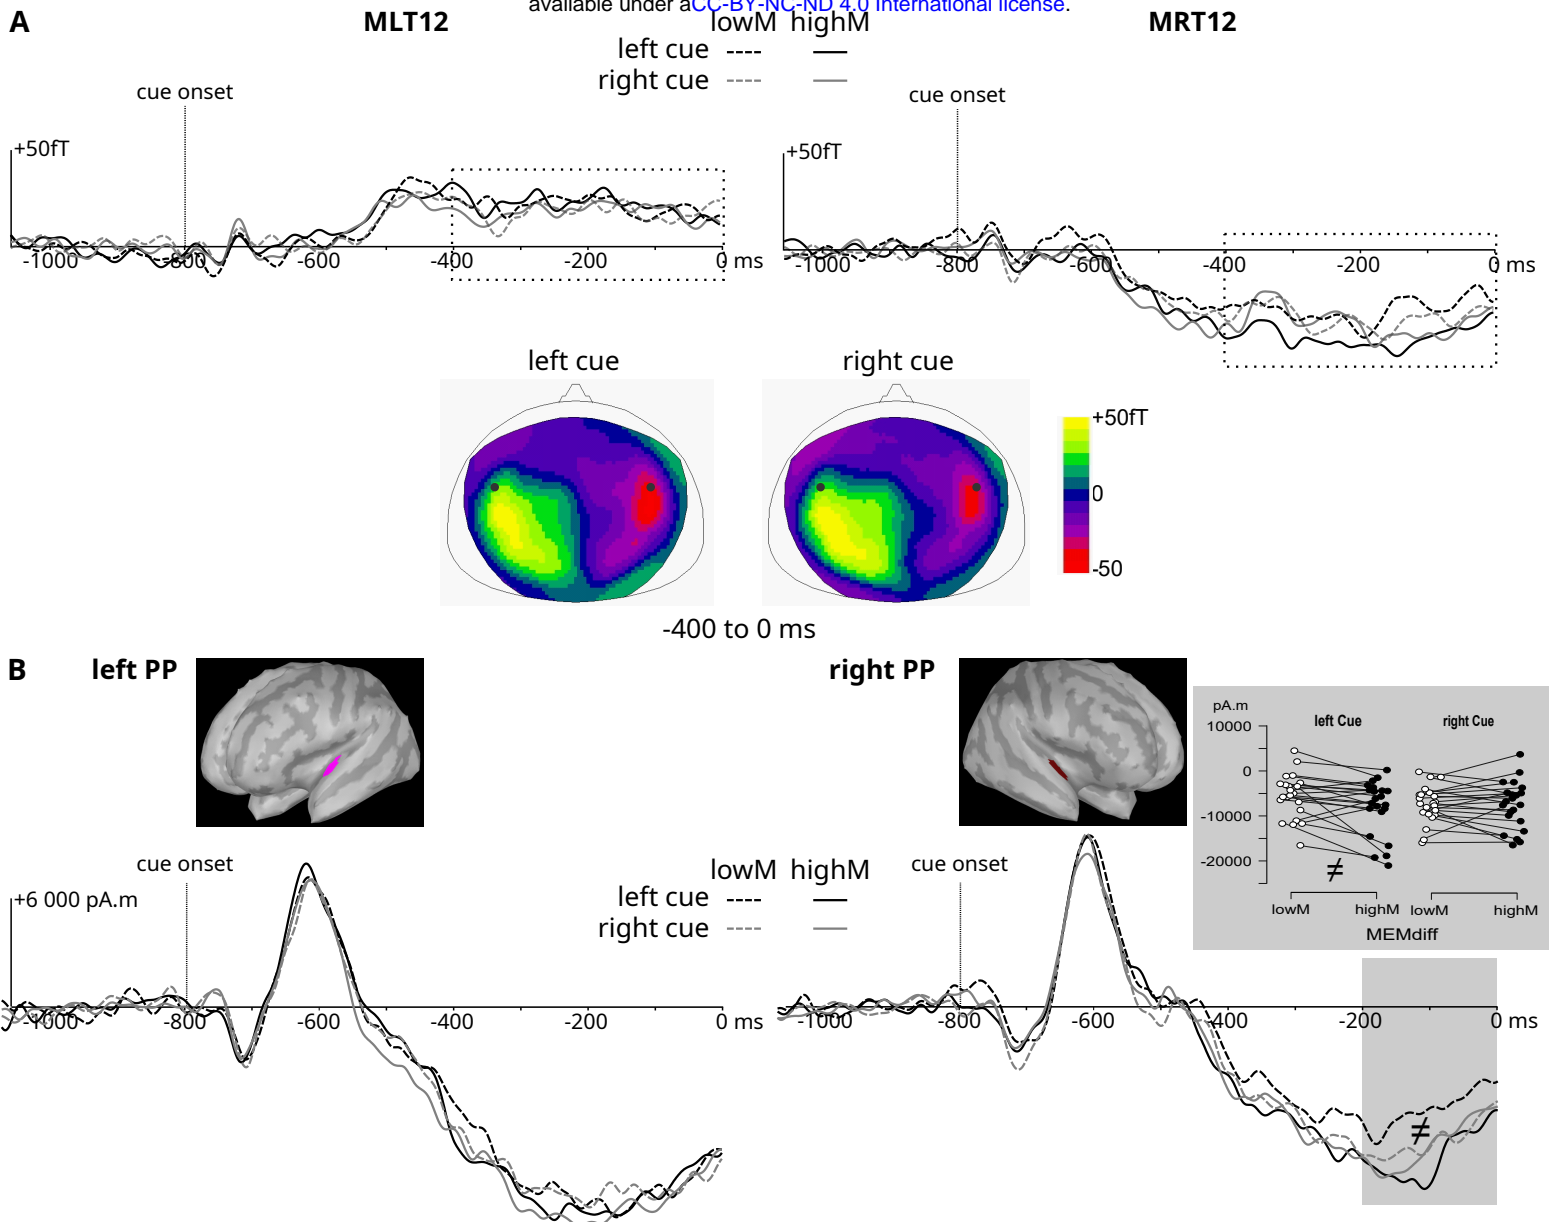 available under aCC-BY-NC-ND 4.0 International license.
A
MLT12
lowM highM
MRT12
left cue
right cue
cue onset
cue onset
+50fT
+50fT
-1000 -800 -600 -400 -200 0 ms
-1000 -800 -600 -400 -200 0 ms
left cue
right cue
+50fT
0
-50
-400 to 0 ms
B
left PP
right PP
pA.m
10000
0
-10000
-20000
left Cue
right Cue
≠
lowM highM lowM highM
MEMdiff
cue onset
lowM highM
cue onset
+6 000 pA.m
left cue
right cue
-1000 -800 -600 -400 -200 0 ms
-1000 -800 -600 -400 -200 0 ms
≠